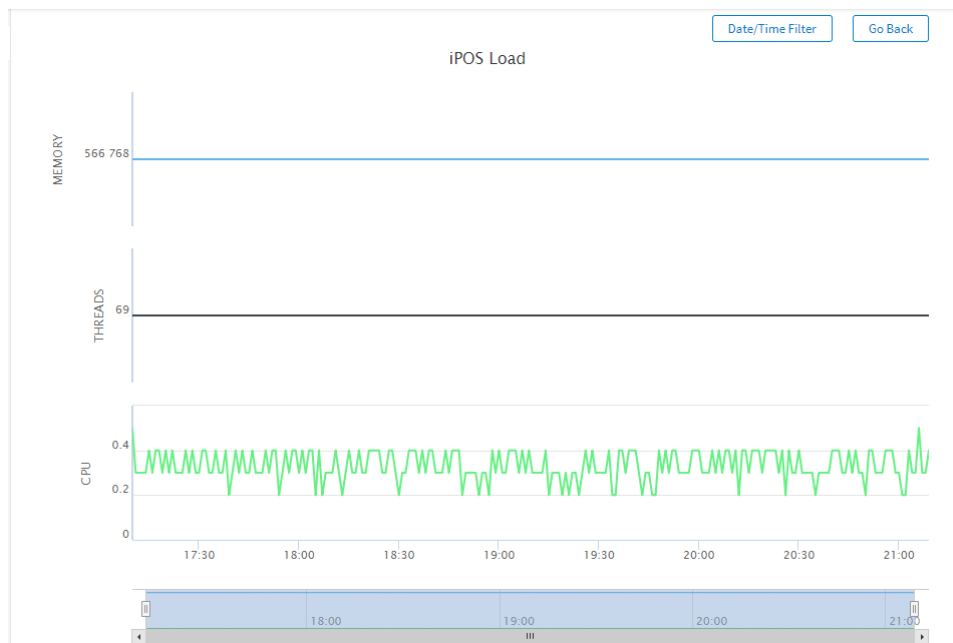 Date/Time Filter
Go Back
iPOS Load
MEMORY
566 768
THREADS
69
CPU
0.4
0.2
0
17:30
18:00
18:30
19:00
19:30
20:00
20:30
21:00
18:00
19:00
20:00
21:00